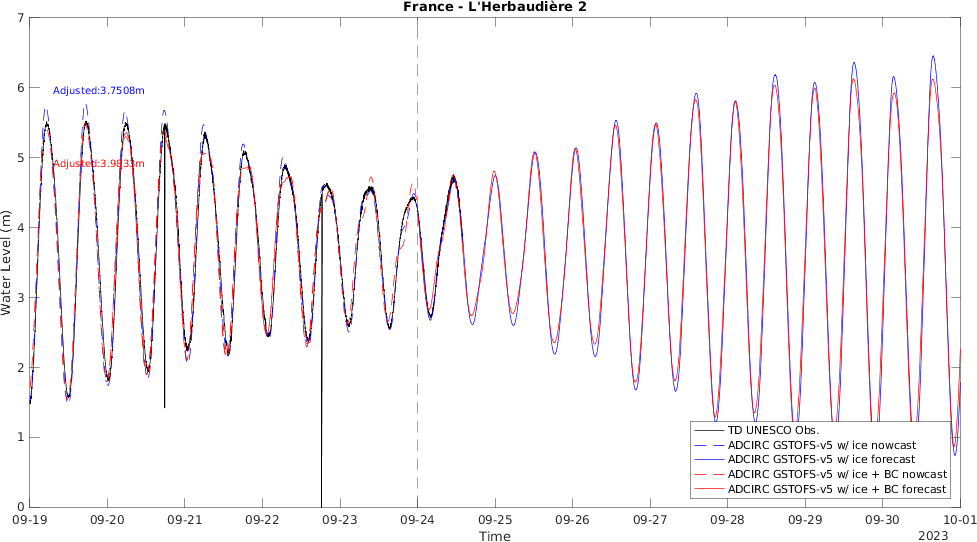 France - L'Herbaudière 2
7
6
5
4
3
2
1
0
Water Level (m)
Adjusted:3.7508m
Adjusted:3.9833m
TD UNESCO Obs.
ADCIRC GSTOFS-v5 w/ ice nowcast
ADCIRC GSTOFS-v5 w/ ice forecast
ADCIRC GSTOFS-v5 w/ ice + BC nowcast
ADCIRC GSTOFS-v5 w/ ice + BC forecast
09-19 09-20 09-21 09-22 09-23 09-24 09-25 09-26 09-27 09-28 09-29 09-30 10-01
Time
2023